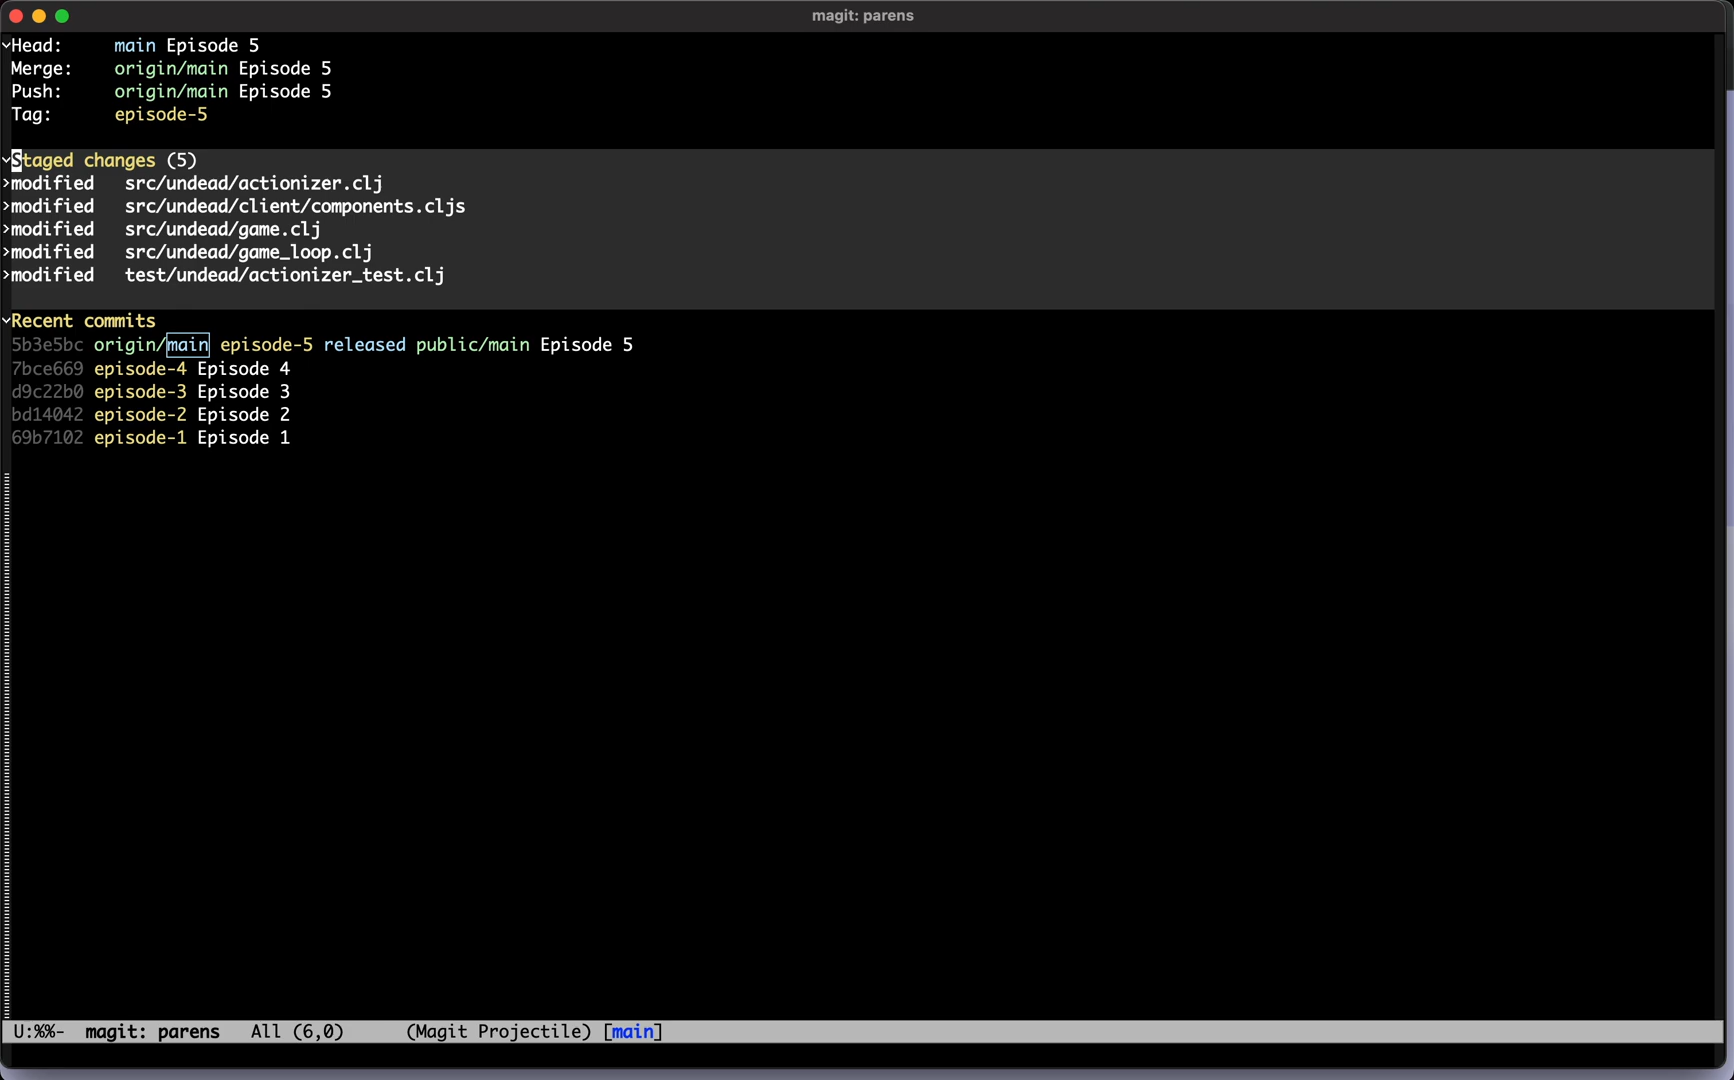 magit: parens
Head: main Episode 5
Merge: origin/main Episode 5
Push: origin/main Episode 5
Tag: episode-5
Staged changes (5)
modified src/undead/actionizer.clj
modified src/undead/client/components.cljs
modified src/undead/game.clj
modified src/undead/game_loop.clj
modified test/undead/actionizer_test.clj
Recent commits
5b3e5bc origin/main episode-5 released public/main Episode 5
7bce669 episode-4 Episode 4
d9c22b0 episode-3 Episode 3
bd14042 episode-2 Episode 2
69b7102 episode-1 Episode 1
U:%%- magit: parens All (6,0) (Magit Projectile) [main]